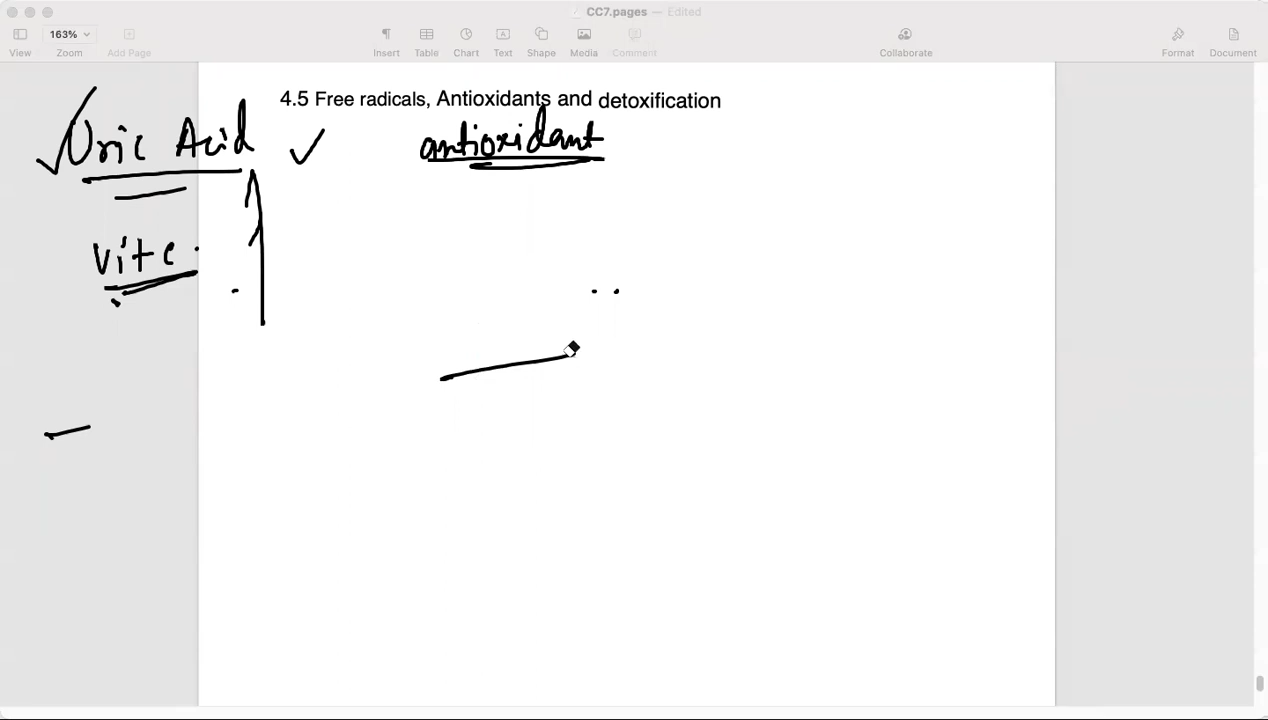 CC7.pages — Edited
163%
View Zoom Add Page Insert Table Chart Text Shape Media Comment Collaborate Format Document
4.5 Free radicals, Antioxidants and detoxification
Uric Acid antioxidant
vit c